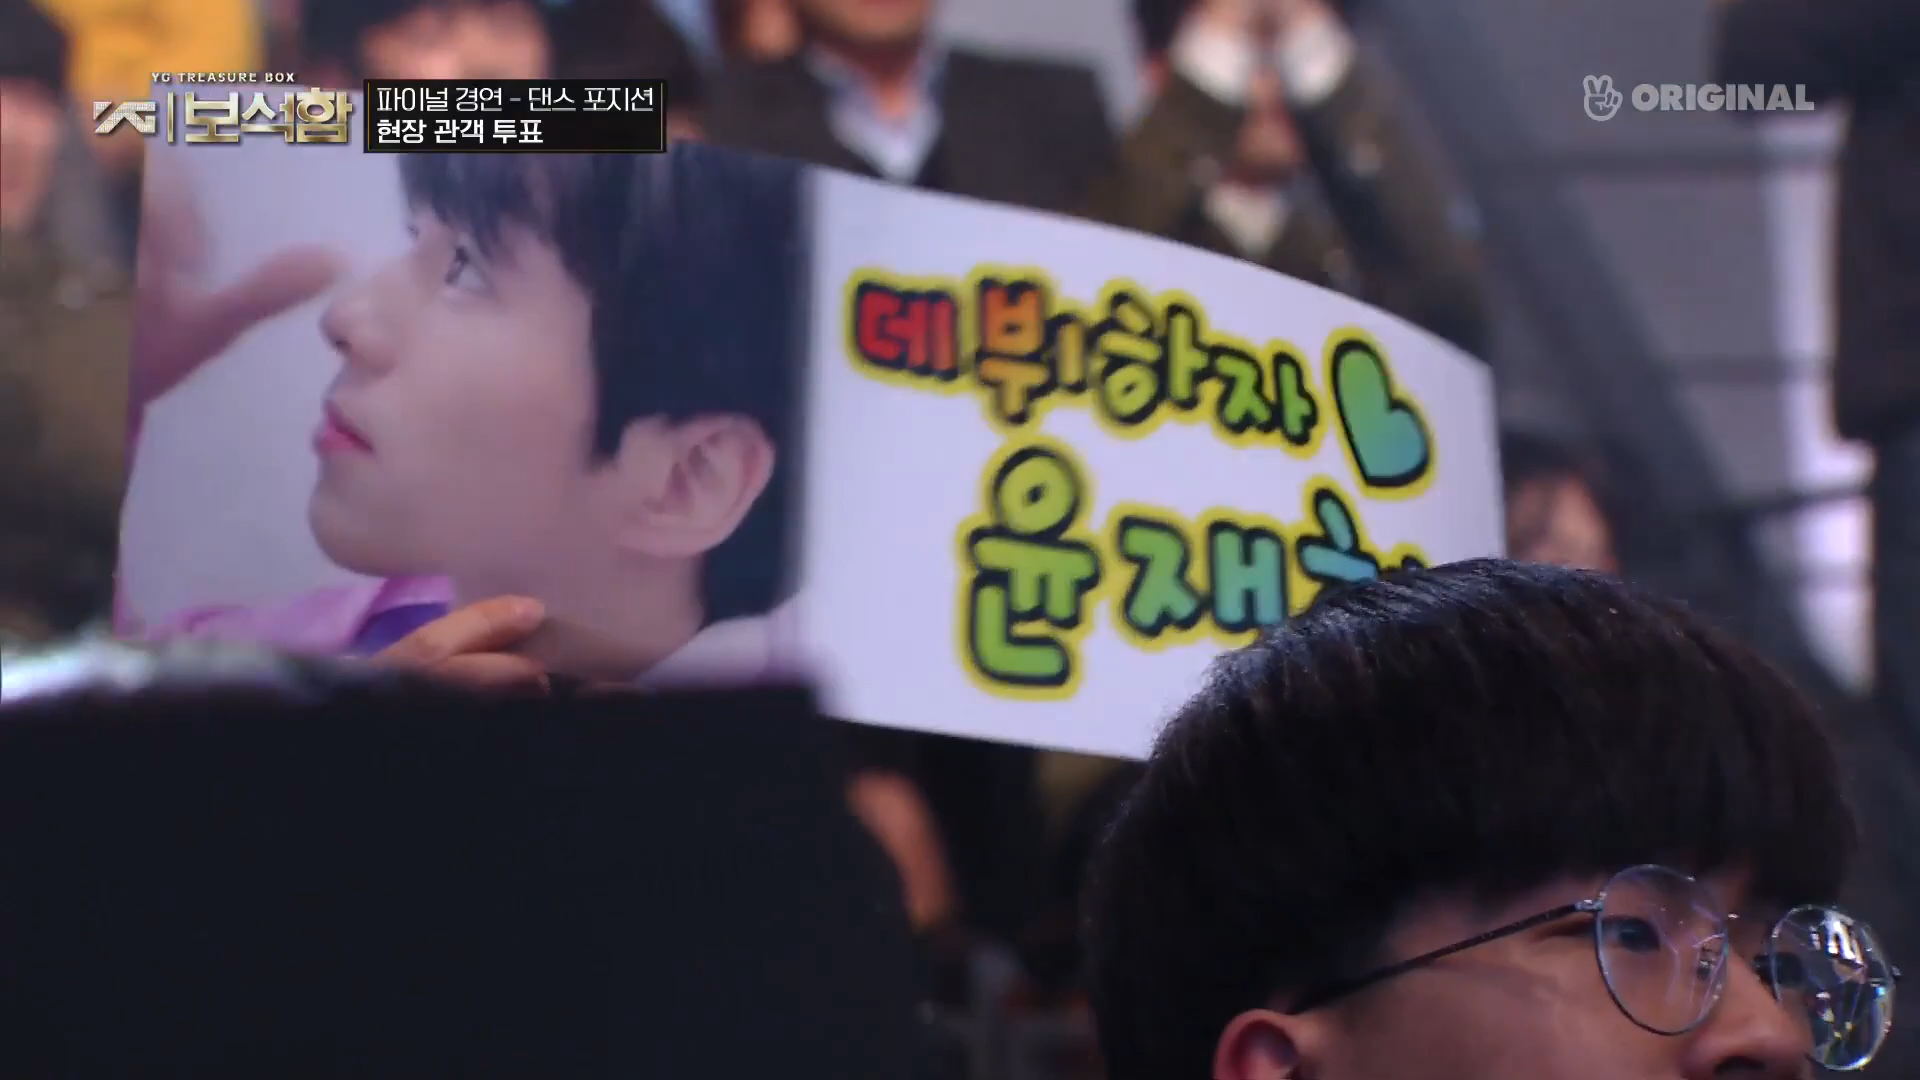 YG TREASURE BOX
YG 보석함
파이널 경연 - 댄스 포지션
현장 관객 투표
ORIGINAL
데뷔하자
윤재